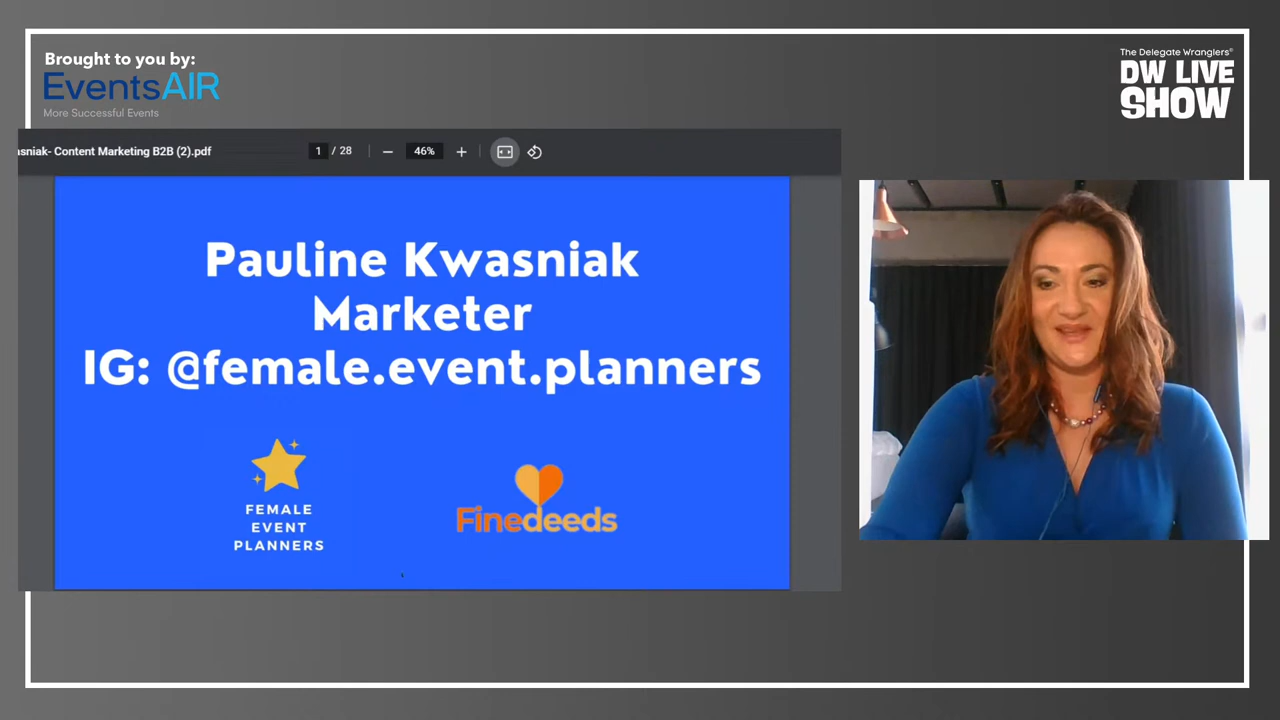 Brought to you by:
EventsAIR
More Successful Events
The Delegate Wranglers®
DW LIVE
SHOW
asniak- Content Marketing B2B (2).pdf
1 / 28
46%
Pauline Kwasniak
Marketer
IG: @female.event.planners
FEMALE
EVENT
PLANNERS
Finedeeds